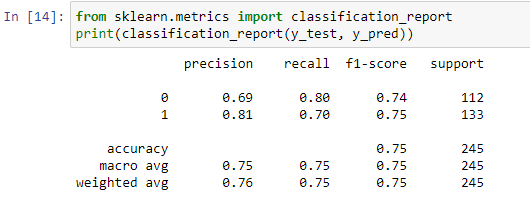 In [14]: from sklearn.metrics import classification_report
print(classification_report(y_test, y_pred))
precision recall f1-score support
0 0.69 0.80 0.74 112
1 0.81 0.70 0.75 133
accuracy 0.75 245
macro avg 0.75 0.75 0.75 245
weighted avg 0.76 0.75 0.75 245